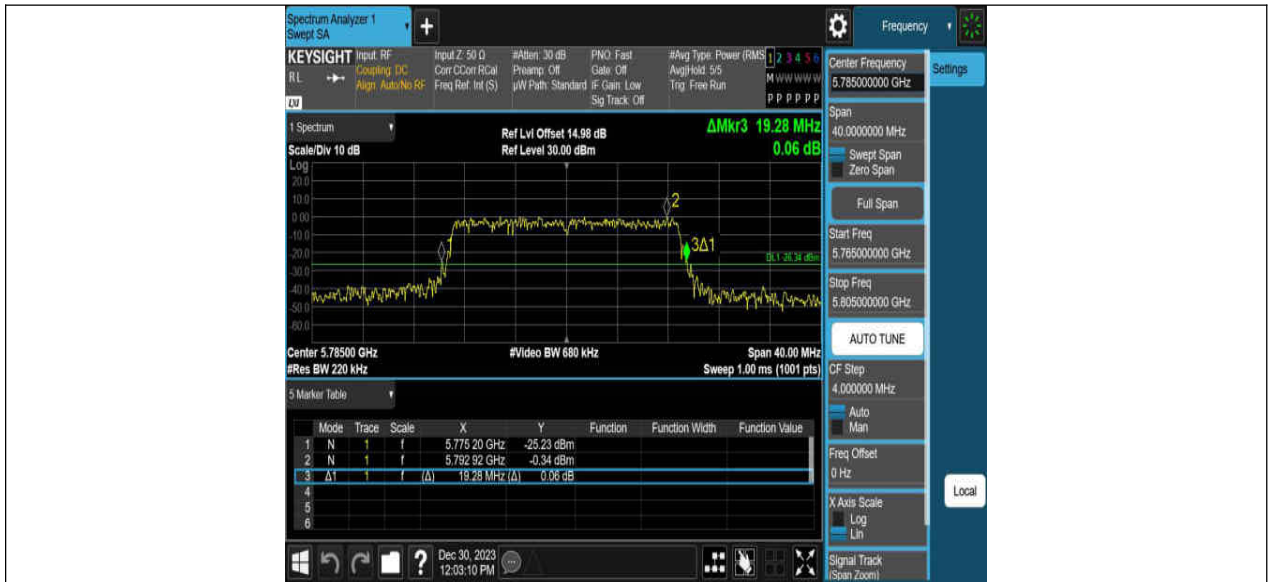 Spectrum Analyzer 1
Swept SA
+
Frequency
KEYSIGHT
RL
Input: RF
Coupling: DC
Align: Auto/No RF
Input Z: 50 Ω
Corr CCorr RCal
Freq Ref: Int (S)
#Atten: 30 dB
Preamp: Off
µW Path: Standard
PNO: Fast
Gate: Off
IF Gain: Low
Sig Track: Off
#Avg Type: Power (RMS
Avg|Hold: 5/5
Trig: Free Run
1 2 3 4 5 6
M W W W W W
P P P P P P
1 Spectrum
Scale/Div 10 dB
Ref Lvl Offset 14.98 dB
Ref Level 30.00 dBm
ΔMkr3 19.28 MHz
0.06 dB
Log
20.0
10.0
0.00
-10.0
-20.0
-30.0
-40.0
-50.0
-60.0
1
2
3Δ1
DL1 -26.34 dBm
Center 5.78500 GHz
#Res BW 220 kHz
#Video BW 680 kHz
Span 40.00 MHz
Sweep 1.00 ms (1001 pts)
5 Marker Table
Mode Trace Scale X Y Function Function Width Function Value
1 N 1 f 5.775 20 GHz -25.23 dBm
2 N 1 f 5.792 92 GHz -0.34 dBm
3 Δ1 1 f (Δ) 19.28 MHz (Δ) 0.06 dB
4
5
6
?
Dec 30, 2023
12:03:10 PM
Center Frequency
5.785000000 GHz
Settings
Span
40.0000000 MHz
Swept Span
Zero Span
Full Span
Start Freq
5.765000000 GHz
Stop Freq
5.805000000 GHz
AUTO TUNE
CF Step
4.000000 MHz
Auto
Man
Freq Offset
0 Hz
X Axis Scale
Log
Lin
Local
Signal Track
(Span Zoom)